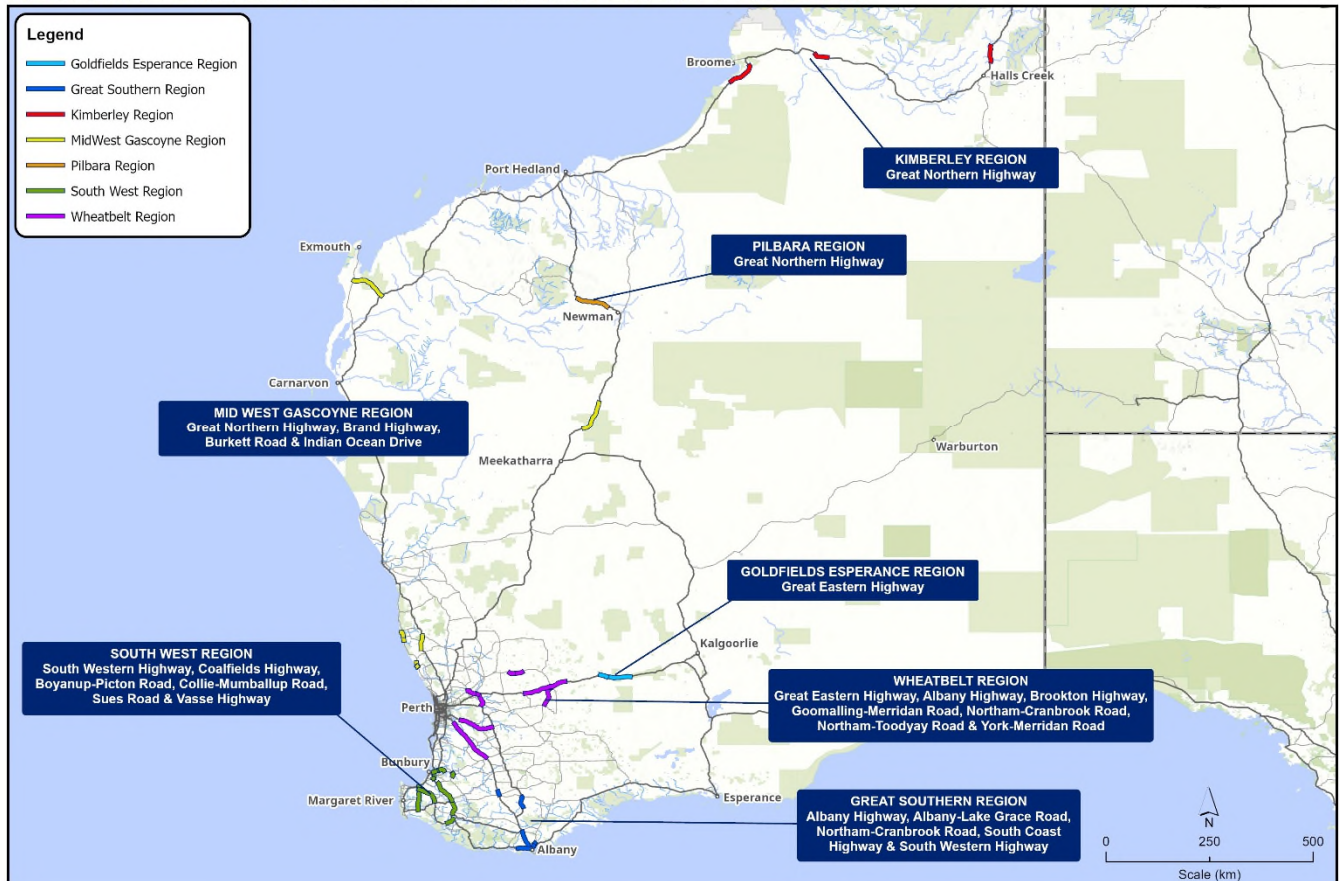 Legend
Goldfields Esperance Region
Great Southern Region
Kimberley Region
MidWest Gascoyne Region
Pilbara Region
South West Region
Wheatbelt Region
Broome
Halls Creek
KIMBERLEY REGION
Great Northern Highway
Port Hedland
PILBARA REGION
Great Northern Highway
Exmouth
Newman
Carnarvon
MID WEST GASCOYNE REGION
Great Northern Highway, Brand Highway,
Burkett Road & Indian Ocean Drive
Meekatharra
Warburton
GOLDFIELDS ESPERANCE REGION
Great Eastern Highway
Kalgoorlie
SOUTH WEST REGION
South Western Highway, Coalfields Highway,
Boyanup-Picton Road, Collie-Mumballup Road,
Sues Road & Vasse Highway
WHEATBELT REGION
Great Eastern Highway, Albany Highway, Brookton Highway,
Goomalling-Merridan Road, Northam-Cranbrook Road,
Northam-Toodyay Road & York-Merridan Road
Perth
Bunbury
Margaret River
Esperance
GREAT SOUTHERN REGION
Albany Highway, Albany-Lake Grace Road,
Northam-Cranbrook Road, South Coast
Highway & South Western Highway
Albany
N
0 250 500
Scale (km)